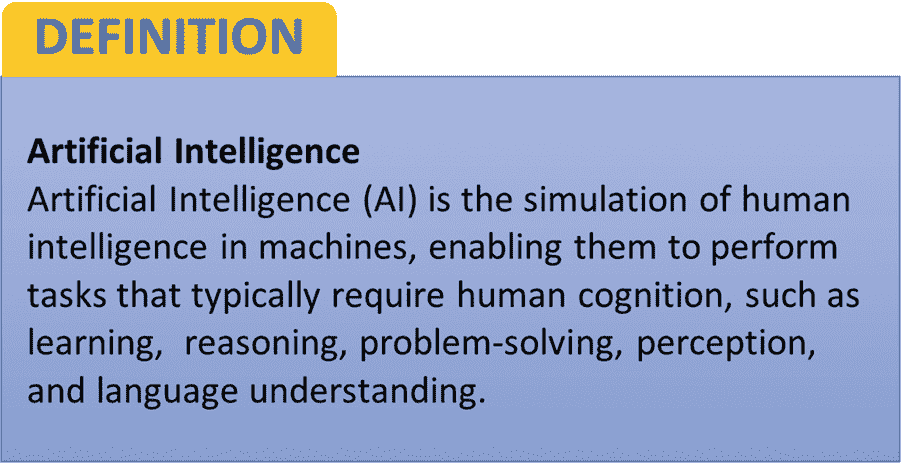 DEFINITION
Artificial Intelligence
Artificial Intelligence (AI) is the simulation of human
intelligence in machines, enabling them to perform
tasks that typically require human cognition, such as
learning,  reasoning, problem-solving, perception,
and language understanding.